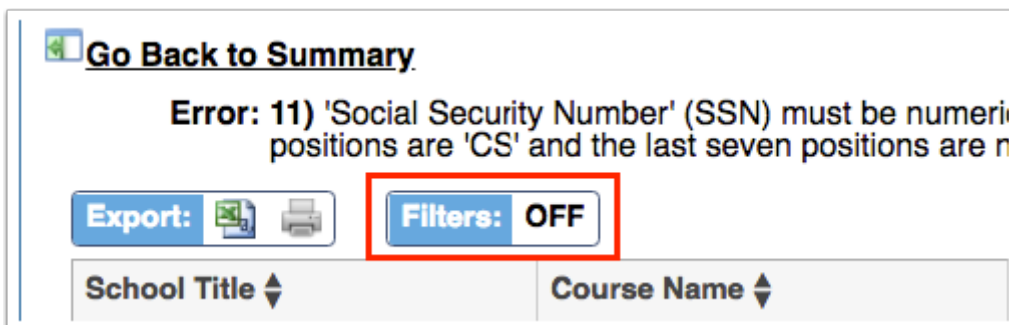 Go Back to Summary
Error: 11) 'Social Security Number' (SSN) must be numeri
positions are 'CS' and the last seven positions are n
Export: Filters: OFF
School Title Course Name